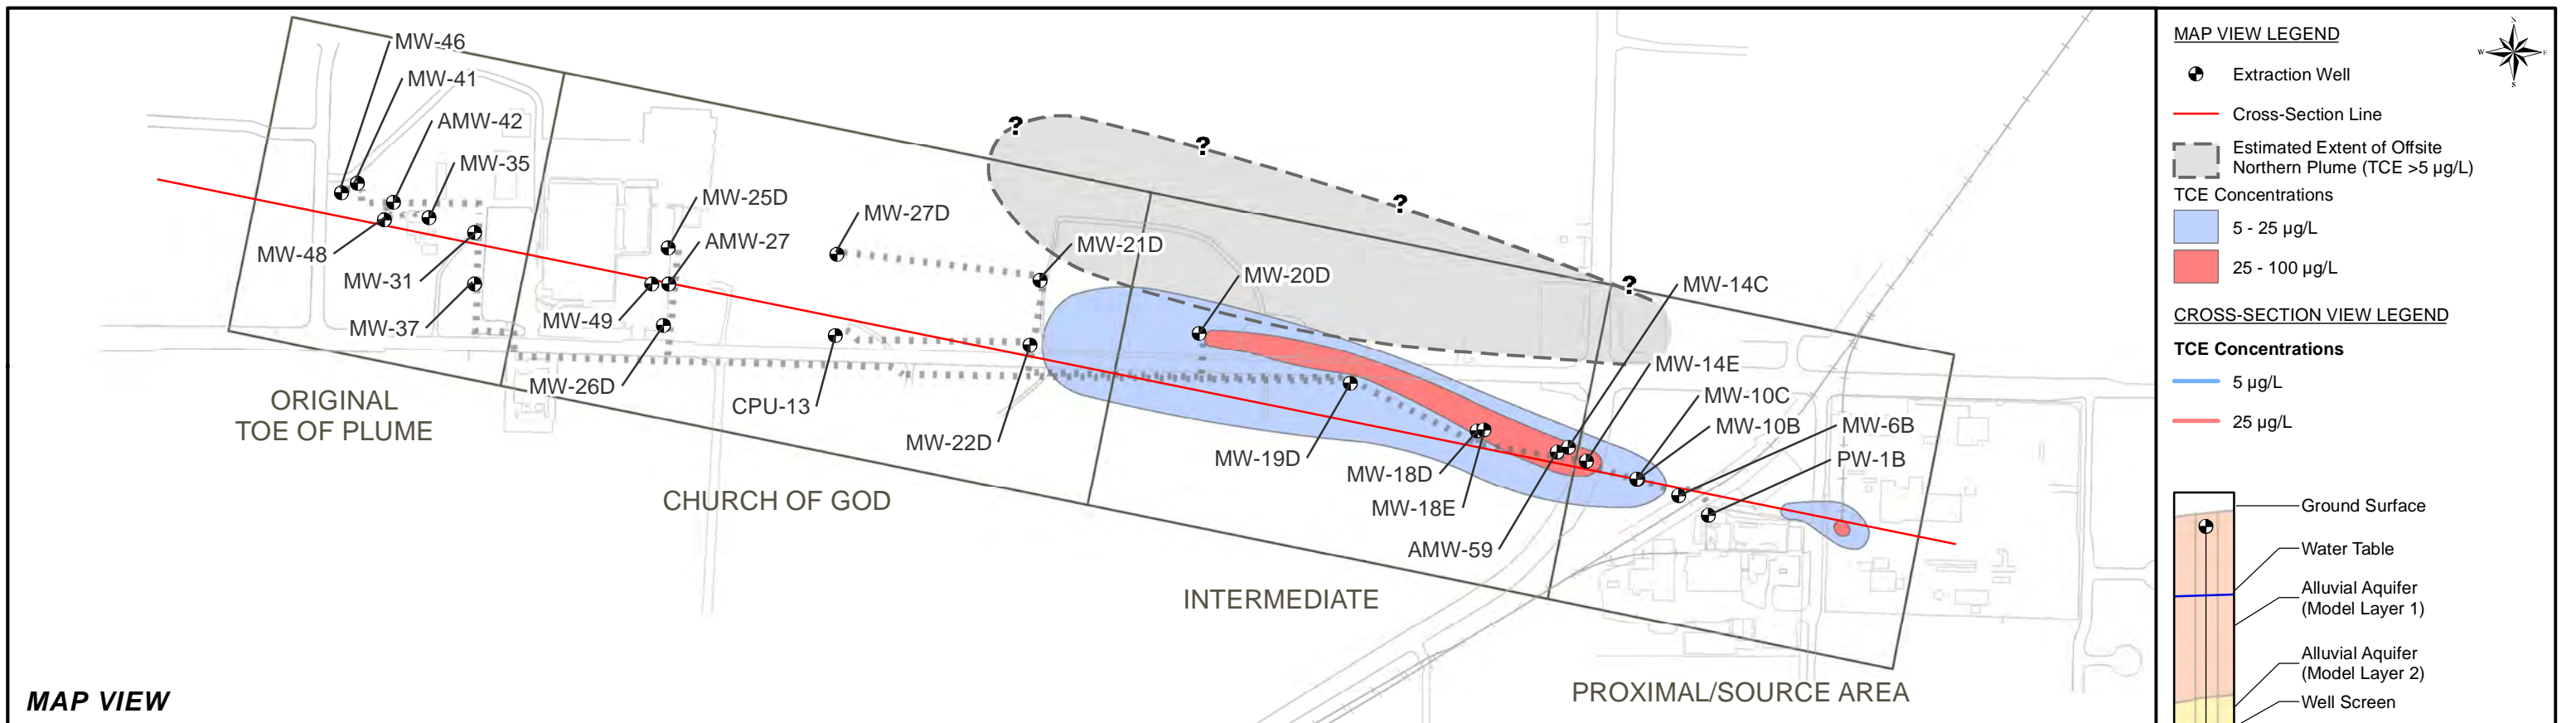 MW-46
MW-41
AMW-42
MW-35
MW-48
MW-31
MW-37
MW-25D
AMW-27
MW-49
MW-26D
MW-27D
CPU-13
MW-21D
MW-22D
MW-20D
MW-19D
MW-18D
MW-18E
AMW-59
MW-14C
MW-14E
MW-10C
MW-10B
MW-6B
PW-1B
?
?
?
?
ORIGINAL
TOE OF PLUME
CHURCH OF GOD
INTERMEDIATE
PROXIMAL/SOURCE AREA
MAP VIEW
MAP VIEW LEGEND
N
W
E
S
Extraction Well
Cross-Section Line
Estimated Extent of Offsite
Northern Plume (TCE >5 µg/L)
TCE Concentrations
5 - 25 µg/L
25 - 100 µg/L
CROSS-SECTION VIEW LEGEND
TCE Concentrations
5 µg/L
25 µg/L
Ground Surface
Water Table
Alluvial Aquifer
(Model Layer 1)
Alluvial Aquifer
(Model Layer 2)
Well Screen